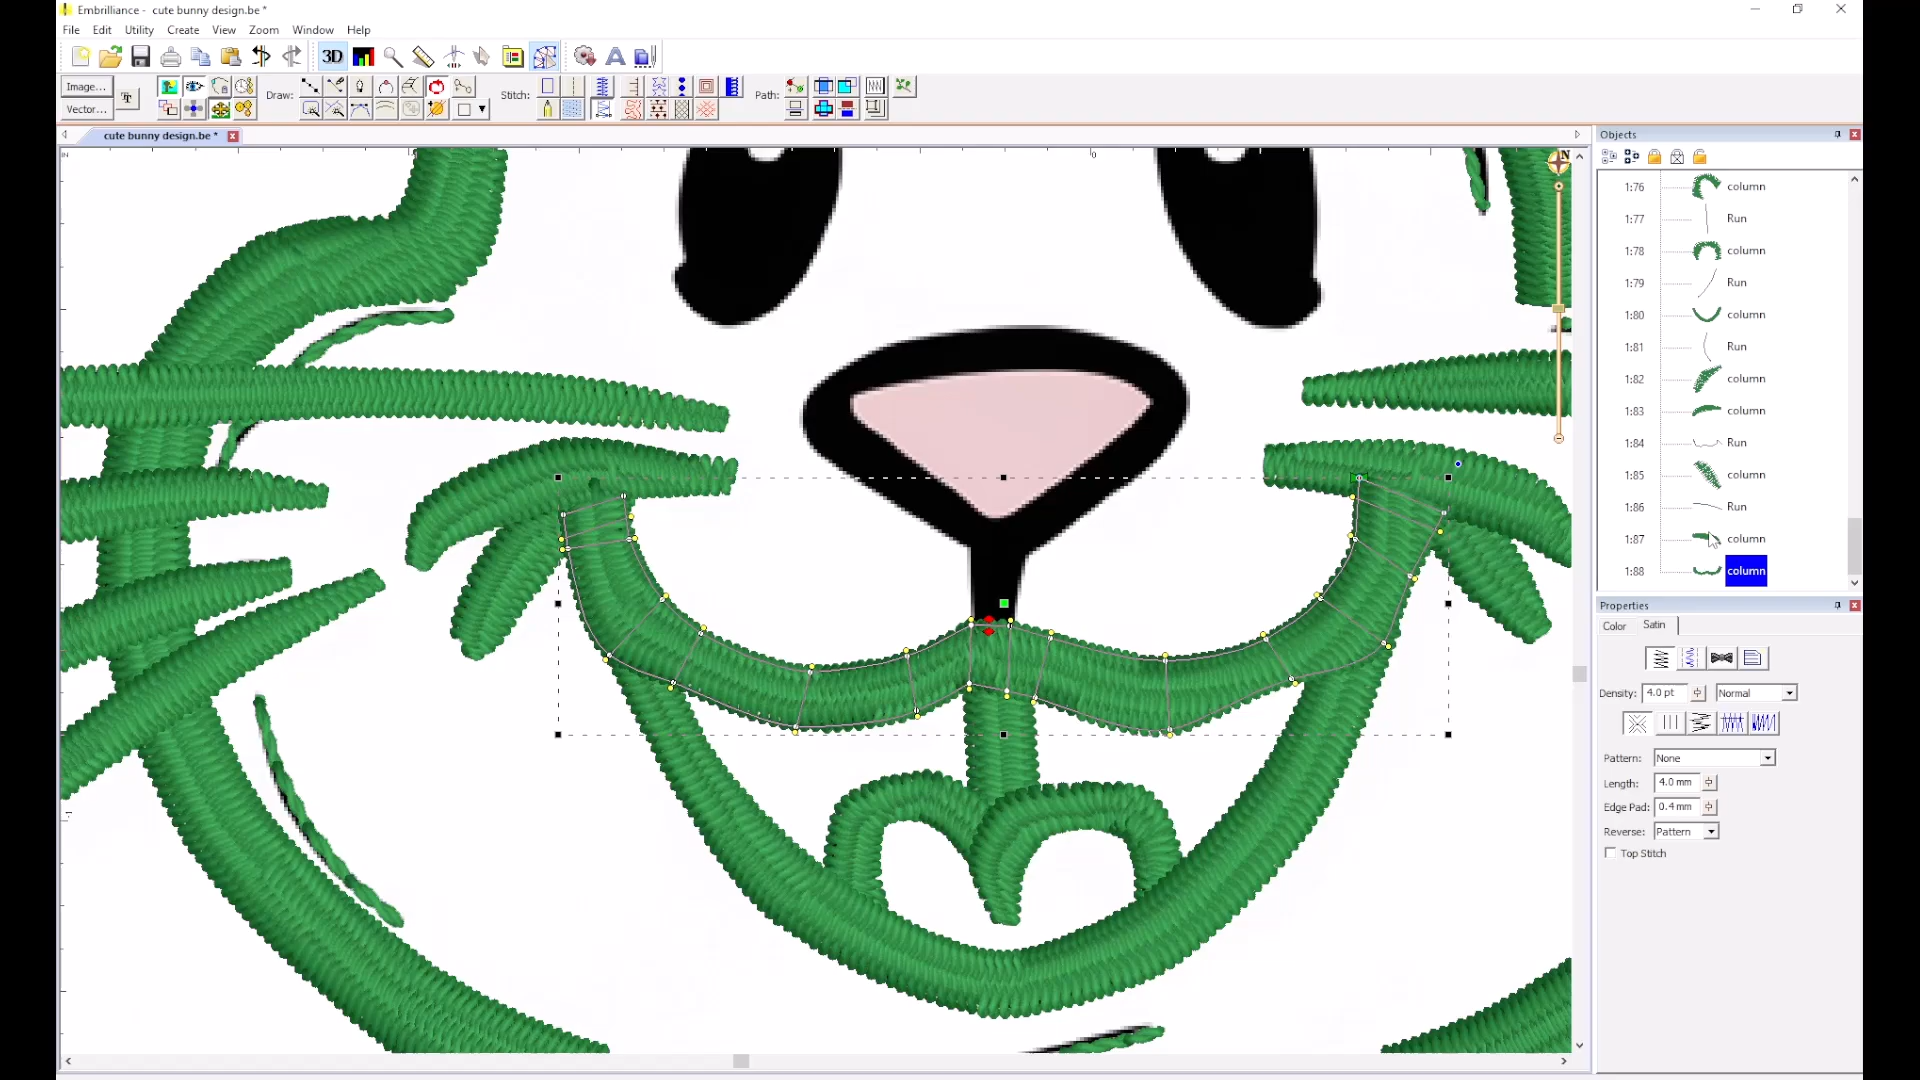 Embrilliance - cute bunny design.be *
File Edit Utility Create View Zoom Window Help
3D
Image...
Vector...
Draw:
Stitch:
Path:
cute bunny design.be *
IN
0
-1
N
Objects
1:76 column
1:77 Run
1:78 column
1:79 Run
1:80 column
1:81 Run
1:82 column
1:83 column
1:84 Run
1:85 column
1:86 Run
1:87 column
1:88 column
Properties
Color Satin
Density: 4.0 pt Normal
Pattern: None
Length: 4.0 mm
Edge Pad: 0.4 mm
Reverse: Pattern
Top Stitch